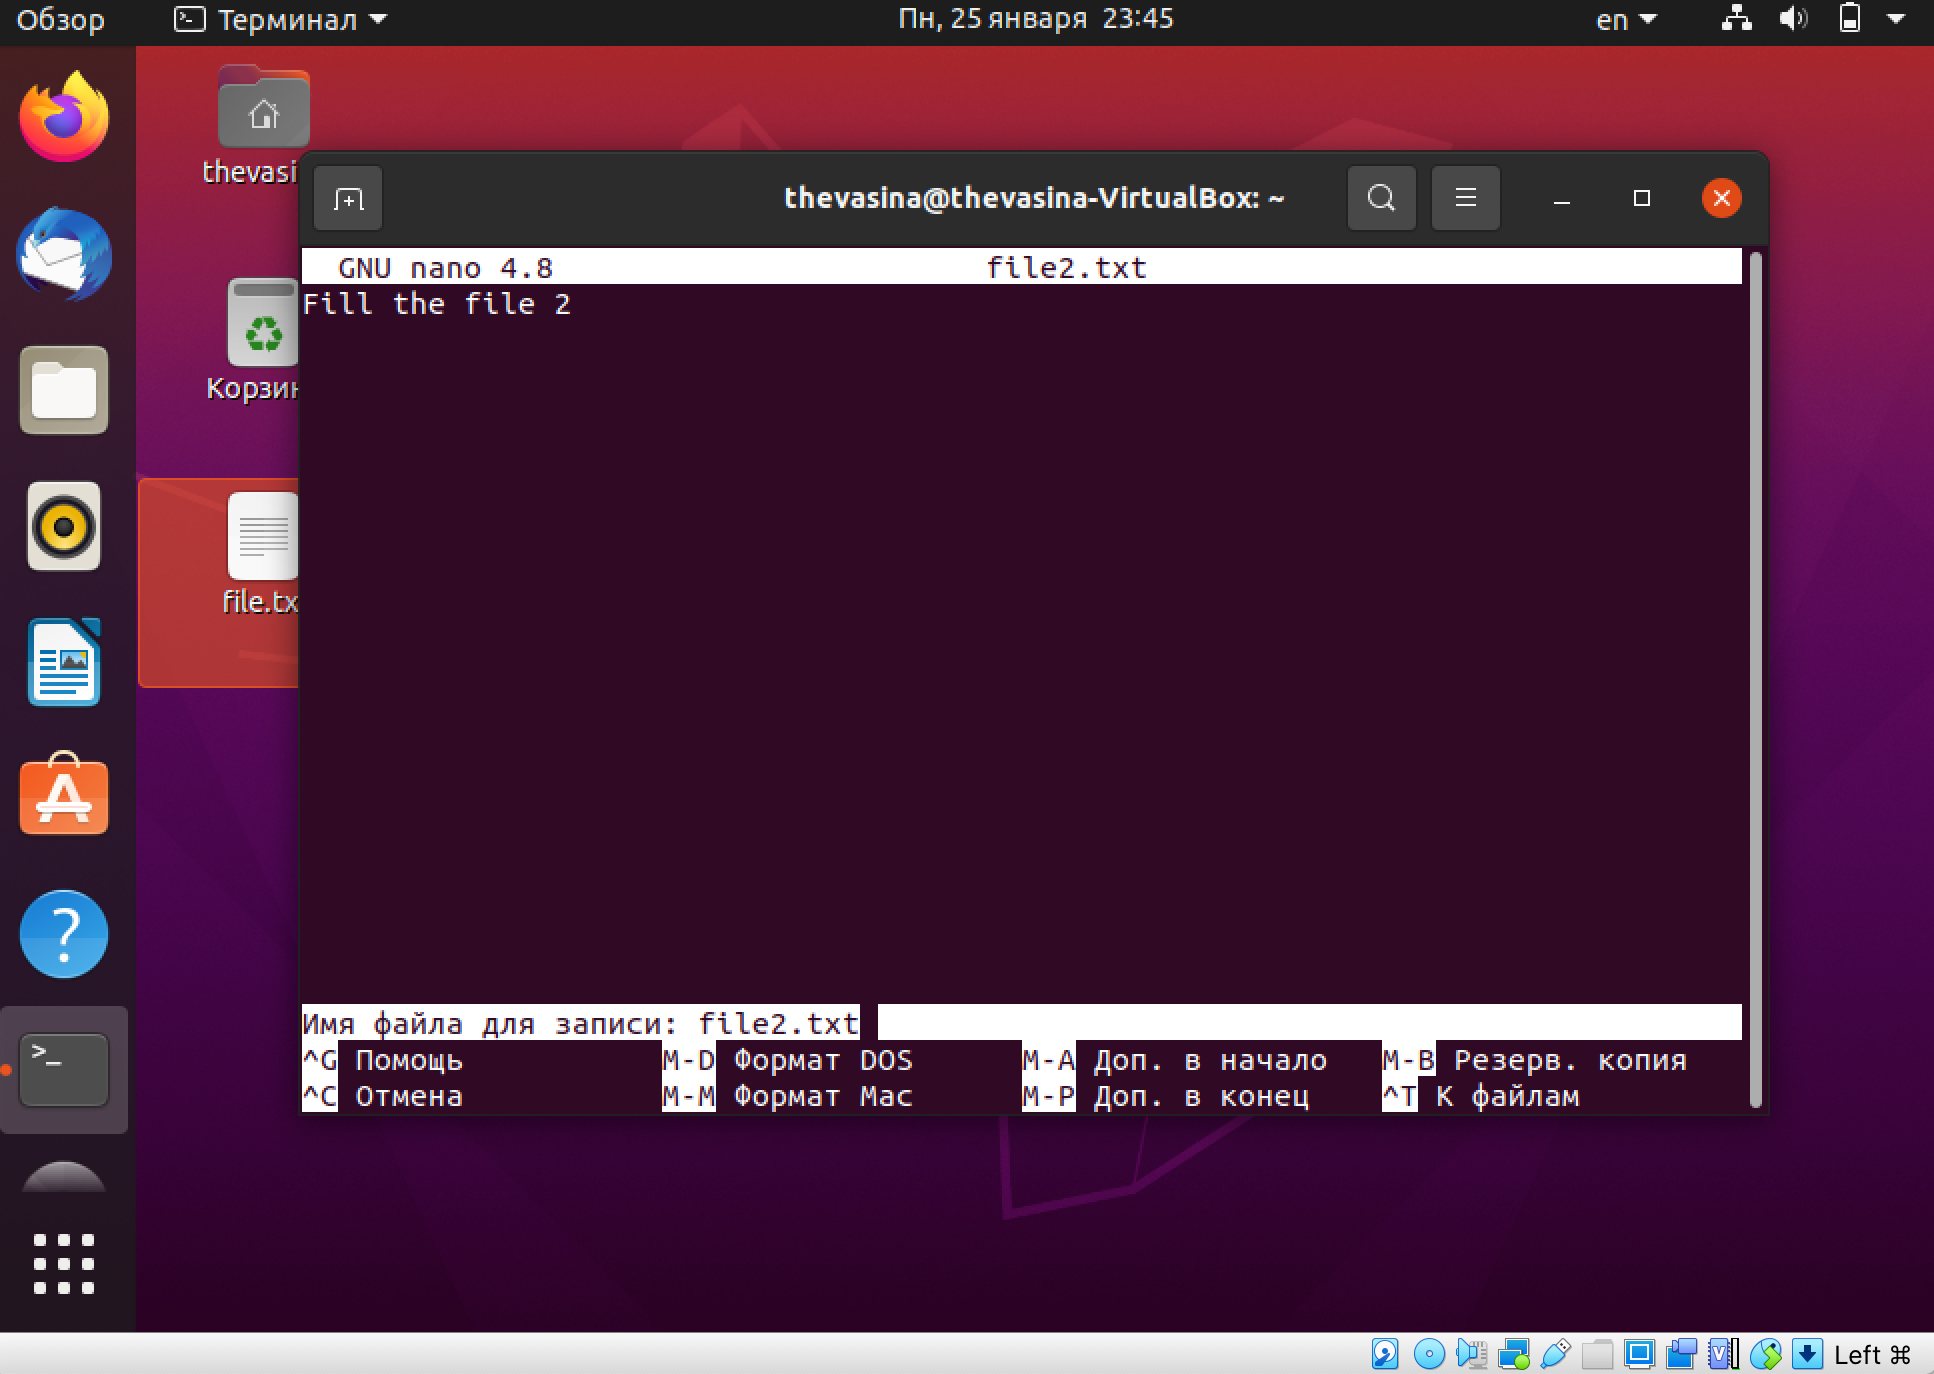 Обзор
Терминал
Пн, 25 января 23:45
en
thevasi
Корзин
file.tx
thevasina@thevasina-VirtualBox: ~
GNU nano 4.8 file2.txt
Fill the file 2
Имя файла для записи: file2.txt
^G Помощь M-D Формат DOS M-A Доп. в начало M-B Резерв. копия
^C Отмена M-M Формат Mac M-P Доп. в конец ^T К файлам
Left ⌘